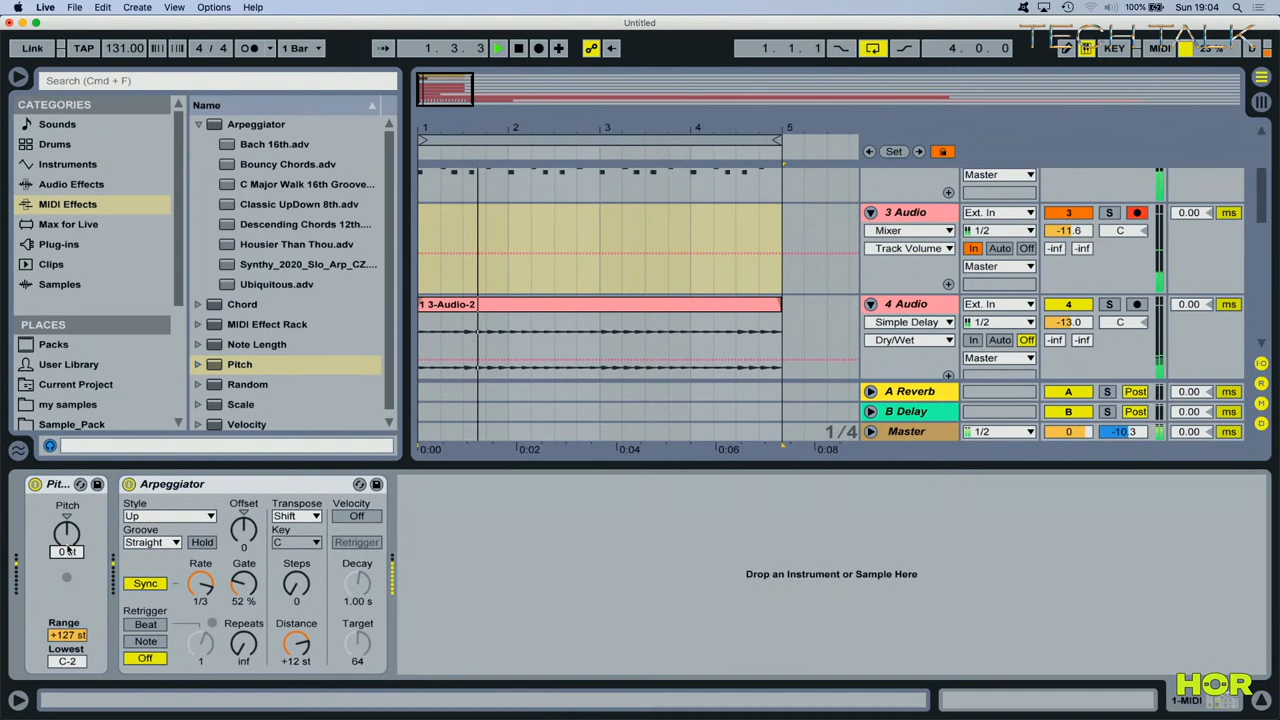 Live File Edit Create View Options Help 100% Sun 19:04
Untitled
TECH TALK
Link TAP 131.00 4 / 4 1 Bar 1. 3. 3 1. 1. 1 4. 0. 0 KEY MIDI
Search (Cmd + F)
CATEGORIES
Sounds
Drums
Instruments
Audio Effects
MIDI Effects
Max for Live
Plug-ins
Clips
Samples
PLACES
Packs
User Library
Current Project
my samples
Sample_Pack
Name
Arpeggiator
Bach 16th.adv
Bouncy Chords.adv
C Major Walk 16th Groove...
Classic UpDown 8th.adv
Descending Chords 12th....
Housier Than Thou.adv
Synthy_2020_Slo_Arp_CZ....
Ubiquitous.adv
Chord
MIDI Effect Rack
Note Length
Pitch
Random
Scale
Velocity
1 2 3 4 5
Set
Master
3 Audio Ext. In 3 S 0.00 ms
Mixer 1/2 -11.6 C
Track Volume In Auto Off -inf -inf
Master
1 3-Audio-2
4 Audio Ext. In 4 S 0.00 ms
Simple Delay 1/2 -13.0 C
Dry/Wet In Auto Off -inf -inf
Master
A Reverb A S Post 0.00 ms
B Delay B S Post 0.00 ms
1/4 Master 1/2 0 -10.3 0.00 ms
0:00 0:02 0:04 0:06 0:08
I·O
R
M
D
Pit...
Pitch
0 st
Range
+127 st
Lowest
C-2
Arpeggiator
Style Offset Transpose Velocity
Up Shift Off
Groove Key
Straight Hold 0 C Retrigger
Rate Gate Steps Decay
Sync 1/3 52 % 0 1.00 s
Retrigger
Beat Repeats Distance Target
Note
Off 1 inf +12 st 64
Drop an Instrument or Sample Here
HOR
1-MIDI